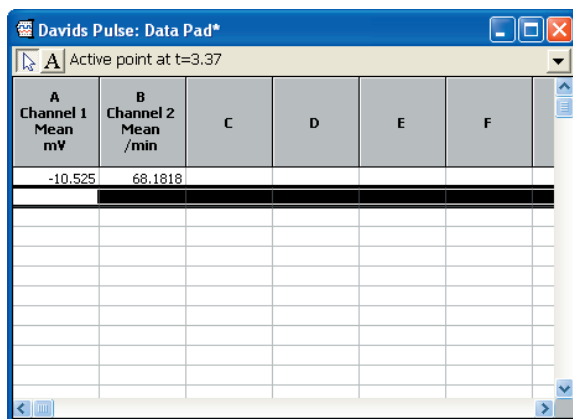 Davids Pulse: Data Pad*
A Active point at t=3.37
A B
Channel 1 Channel 2 C D E F
Mean Mean
mV /min
-10.525 68.1818